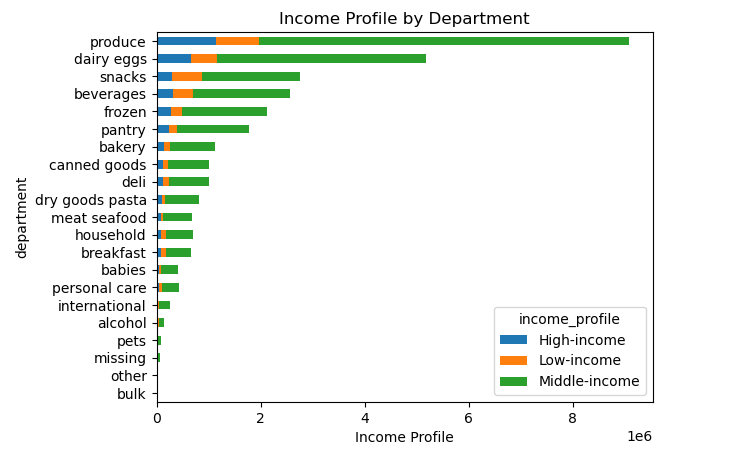 Income Profile by Department
produce
dairy eggs
snacks
beverages
frozen
pantry
bakery
canned goods
deli
dry goods pasta
meat seafood
household
breakfast
babies
personal care
international
alcohol
pets
missing
other
bulk
department
income_profile
High-income
Low-income
Middle-income
0 2 4 6 8
1e6
Income Profile